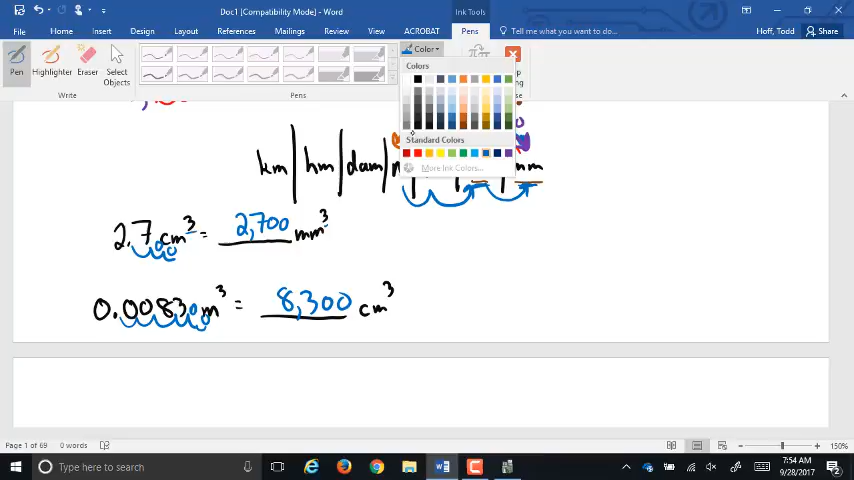 Doc1 [Compatibility Mode] - Word
Ink Tools
Hoff, Todd
File Home Insert Design Layout References Mailings Review View ACROBAT Pens Tell me what you want to do... Share
Pen Highlighter Eraser Select Objects
Color
Write Pens
Colors
Standard Colors
More Ink Colors...
km | hm | dam | mm
2.7 cm³ = 2,700 mm³
0.0083 m³ = 8,300 cm³
Page 1 of 69 0 words 150%
Type here to search
7:54 AM
9/28/2017